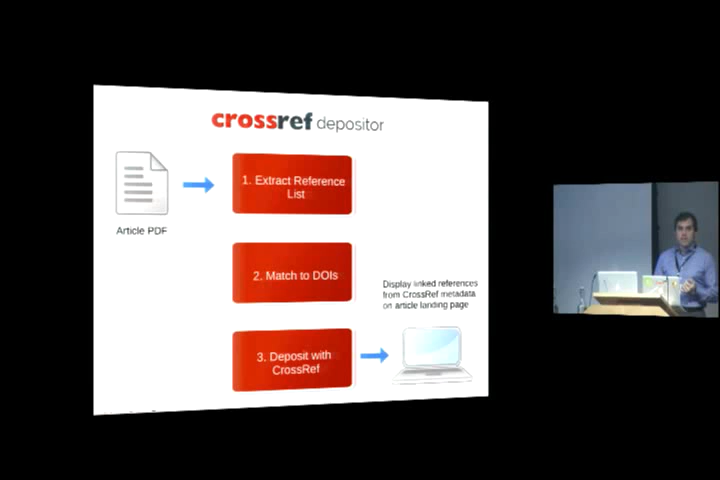 crossref depositor
1. Extract Reference
List
Article PDF
2. Match to DOIs
Display linked references
from CrossRef metadata
on article landing page
3. Deposit with
CrossRef